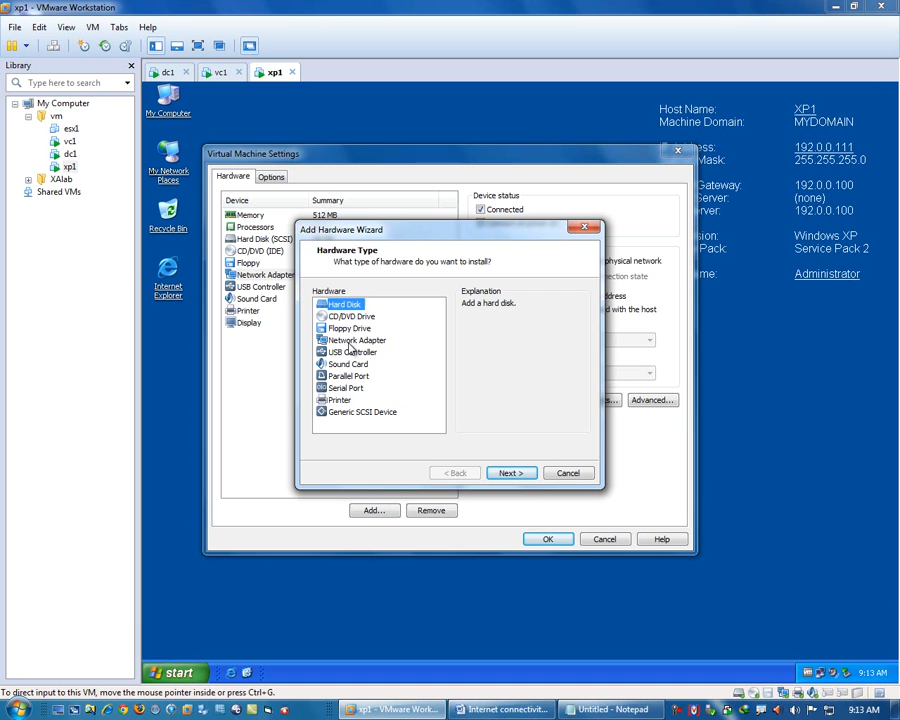 xp1 - VMware Workstation
File Edit View VM Tabs Help
Library
Type here to search
My Computer
vm
esx1
vc1
dc1
xp1
XAlab
Shared VMs
dc1 vc1 xp1
My Computer
My Network
Places
Recycle Bin
Internet
Explorer
Host Name: XP1
Machine Domain: MYDOMAIN
192.0.0.111
Mask: 255.255.255.0
Gateway: 192.0.0.100
Server: (none)
192.0.0.100
Windows XP
Pack: Service Pack 2
Administrator
Virtual Machine Settings
Hardware Options
Device Summary
Memory 512 MB
Processors
Hard Disk (SCSI)
CD/DVD (IDE)
Floppy
Network Adapter
USB Controller
Sound Card
Printer
Display
Device status
Connected
Advanced...
Add... Remove
OK Cancel Help
Add Hardware Wizard
Hardware Type
What type of hardware do you want to install?
Hardware
Hard Disk
CD/DVD Drive
Floppy Drive
Network Adapter
USB Controller
Sound Card
Parallel Port
Serial Port
Printer
Generic SCSI Device
Explanation
Add a hard disk.
< Back Next > Cancel
start
9:13 AM
To direct input to this VM, move the mouse pointer inside or press Ctrl+G.
xp1 - VMware Work... Internet connectivit... Untitled - Notepad
9:13 AM